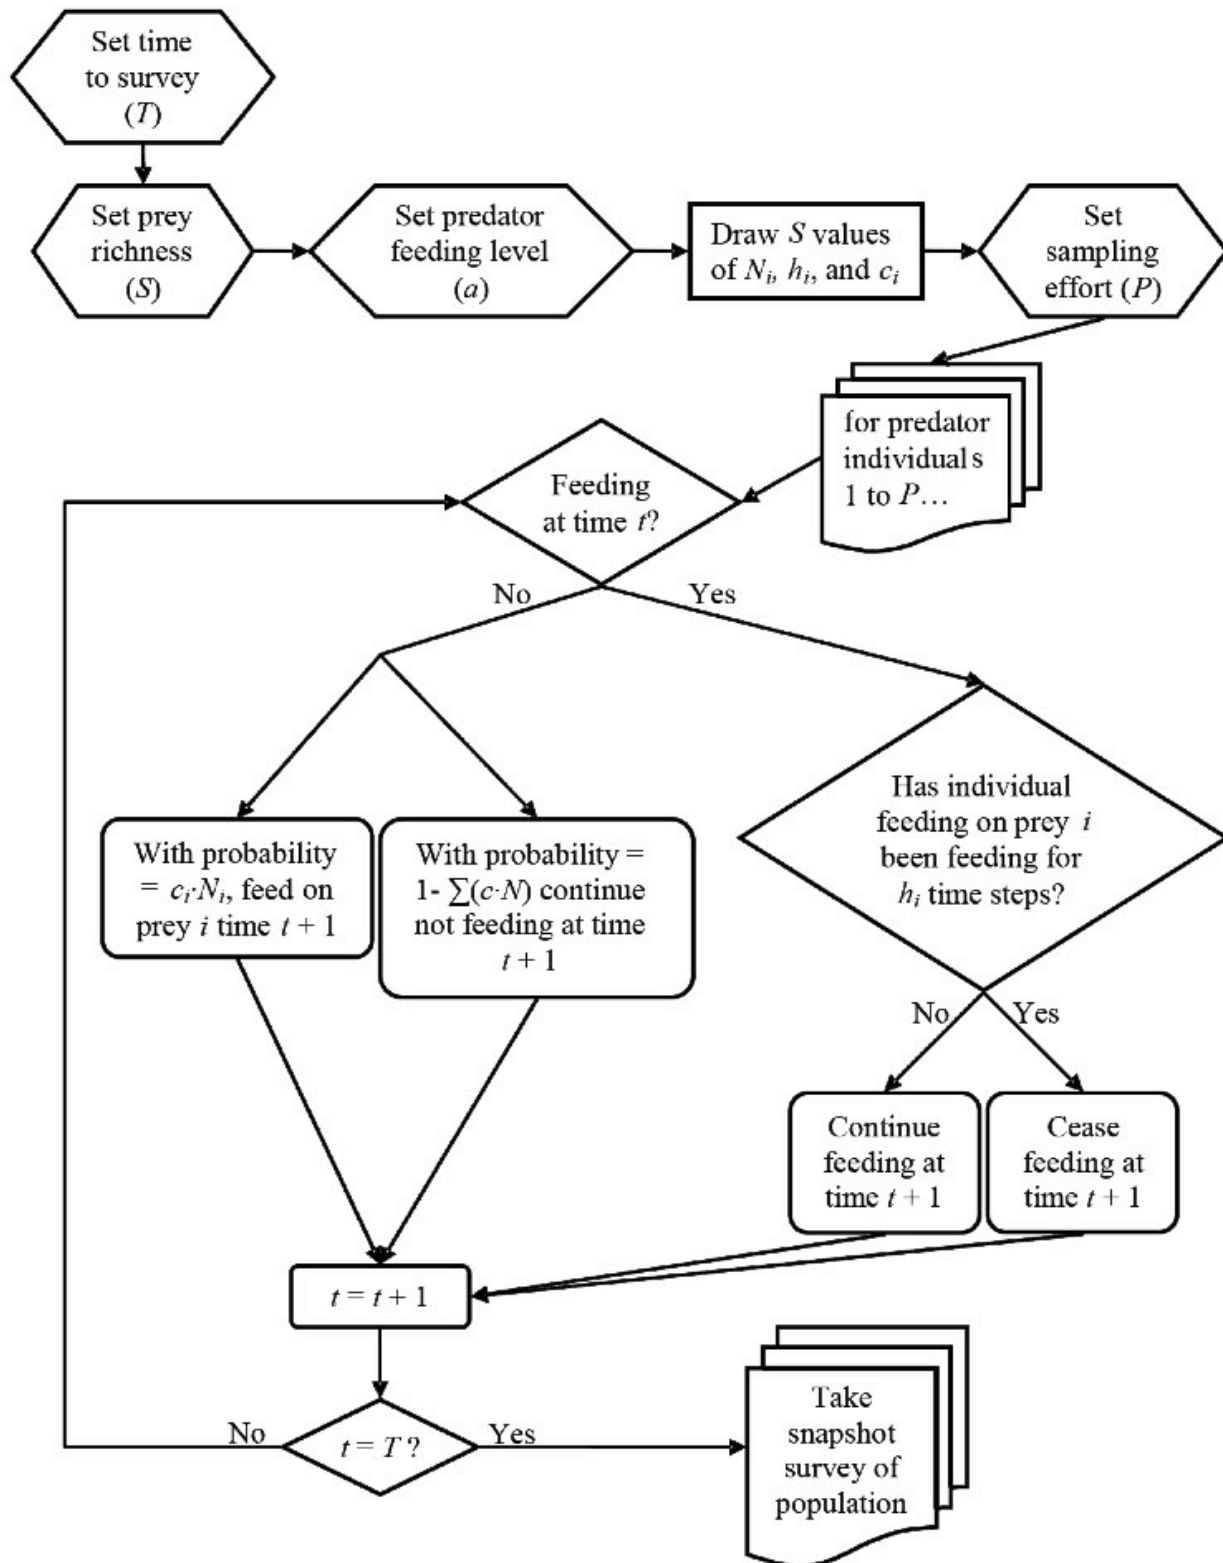 Set time
to survey
(T)
Set prey
richness
(S)
Set predator
feeding level
(a)
Draw S values
of Nᵢ, hᵢ, and cᵢ
Set
sampling
effort (P)
for predator
individuals
1 to P…
Feeding
at time t?
No
Yes
With probability
= cᵢ·Nᵢ, feed on
prey i time t + 1
With probability =
1- ∑(c·N) continue
not feeding at time
t + 1
Has individual
feeding on prey i
been feeding for
hᵢ time steps?
No
Yes
Continue
feeding at
time t + 1
Cease
feeding at
time t + 1
t = t + 1
t = T ?
No
Yes
Take
snapshot
survey of
population